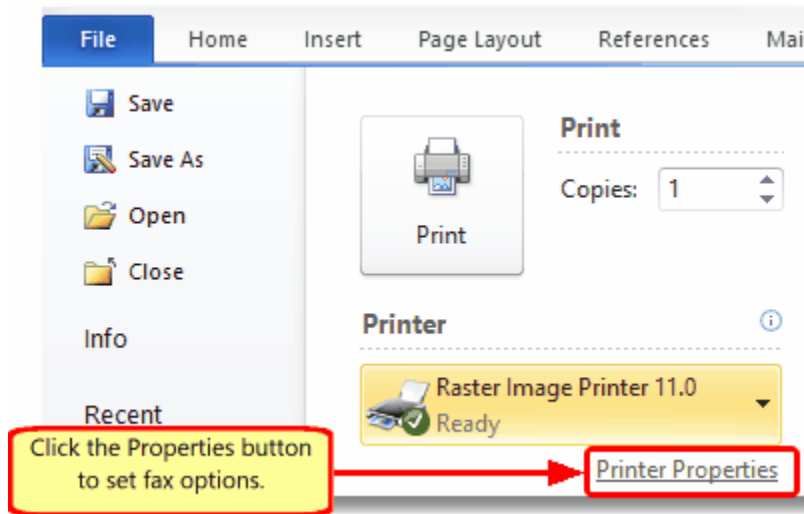 File Home Insert Page Layout References Mai
Save
Save As
Open
Close
Info
Recent
Print
Print
Copies: 1
Printer
Raster Image Printer 11.0
Ready
Printer Properties
Click the Properties button
to set fax options.